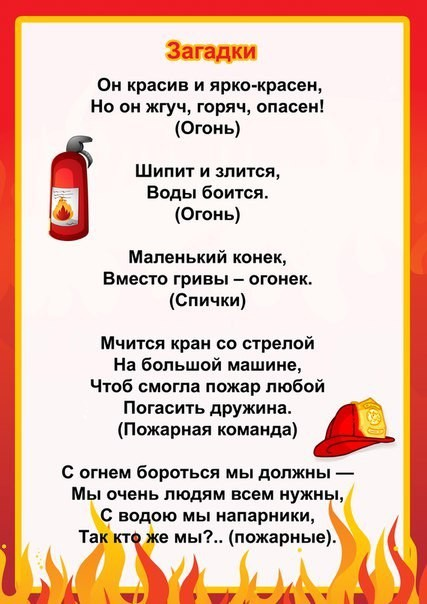 Загадки
Он красив и ярко-красен,
Но он жгуч, горяч, опасен!
(Огонь)
Шипит и злится,
Воды боится.
(Огонь)
Маленький конек,
Вместо гривы – огонек.
(Спички)
Мчится кран со стрелой
На большой машине,
Чтоб смогла пожар любой
Погасить дружина.
(Пожарная команда)
С огнем бороться мы должны —
Мы очень людям всем нужны,
С водою мы напарники,
Так кто же мы?.. (пожарные).